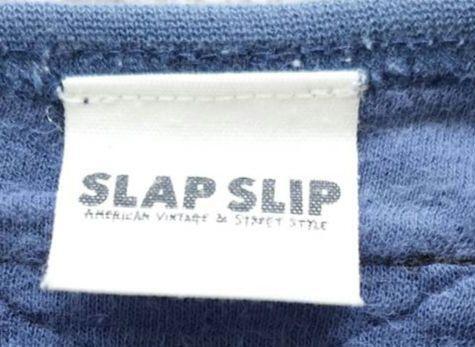 SLAP SLIP
AMERICAN VINTAGE & STREET STYLE